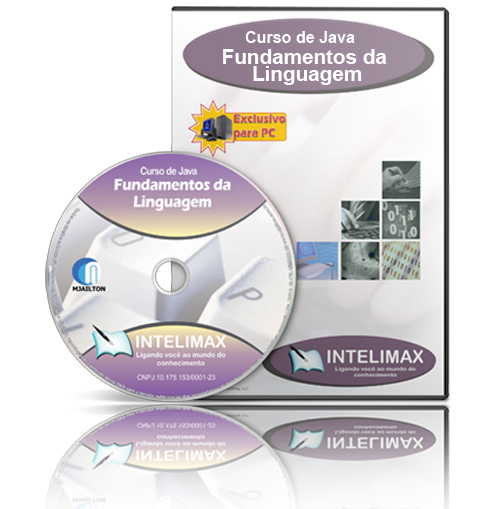 Curso de Java
Fundamentos da
Linguagem
Exclusivo
para PC
INTELIMAX
Ligando você ao mundo do
conhecimento
Curso de Java
Fundamentos da
Linguagem
MJAILTON
INTELIMAX
Ligando você ao mundo do
conhecimento
CNPJ:10.175.153/0001-23